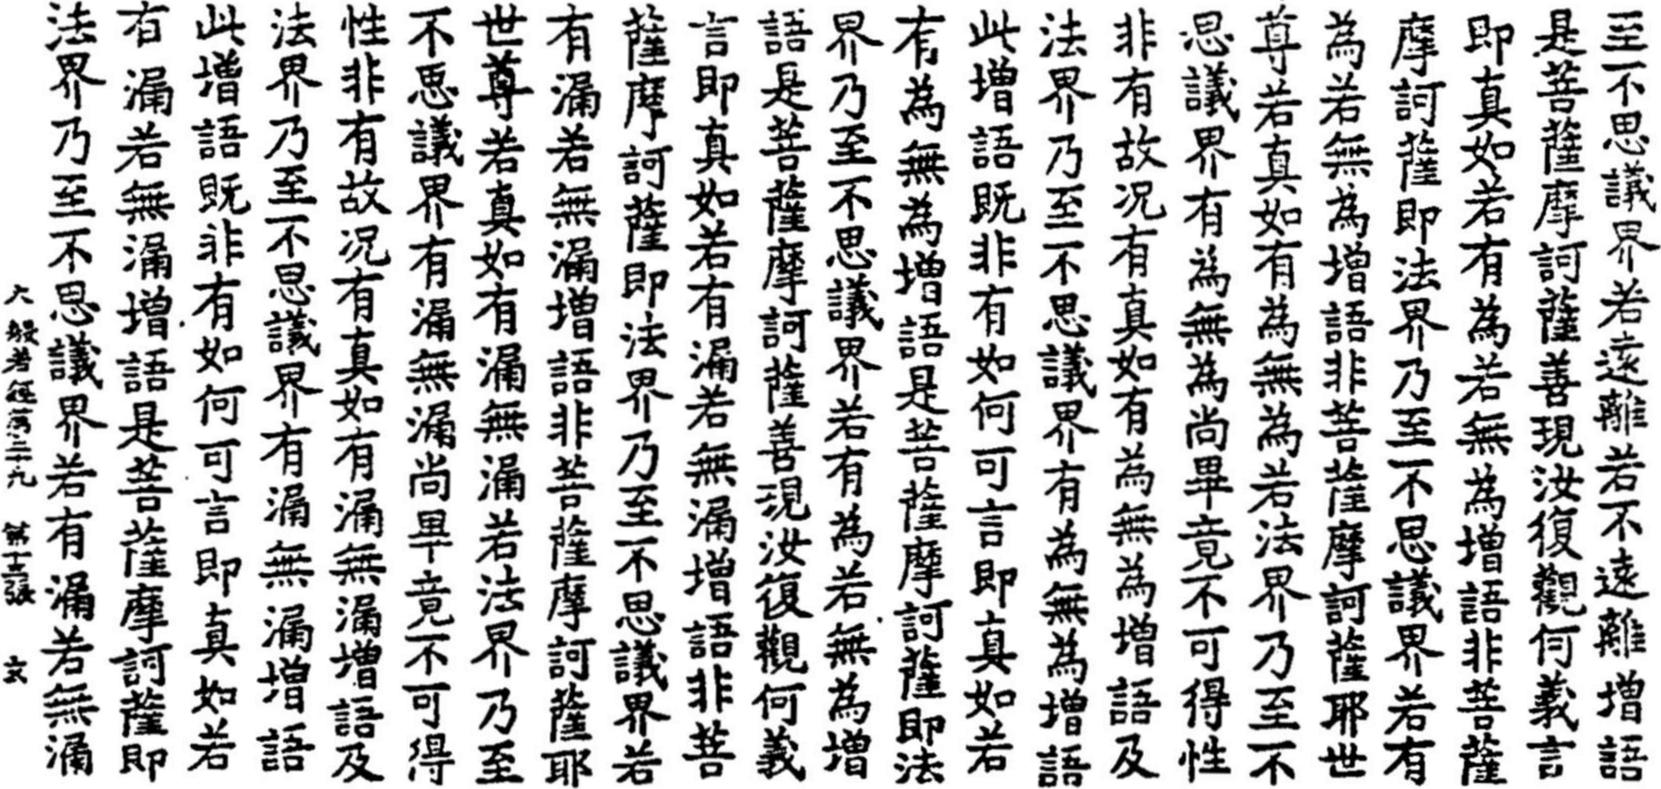 至不思議界若遠離若不遠離增語
是菩薩摩訶薩善現汝復觀何義言
即真如若有為若無為增語非菩薩
摩訶薩即法界乃至不思議界若有
為若無為增語非菩薩摩訶薩耶世
尊若真如有為無為若法界乃至不
思議界有為無為尚畢竟不可得性
非有故况有真如有為無為增語及
法界乃至不思議界有為無為增語
此增語既非有如何可言即真如若
有為無為增語是菩薩摩訶薩即法
界乃至不思議界若有為若無為增
語是菩薩摩訶薩善現汝復觀何義
言即真如若有漏若無漏增語非菩
薩摩訶薩即法界乃至不思議界若
有漏若無漏增語非菩薩摩訶薩耶
世尊若真如有漏無漏若法界乃至
不思議界有漏無漏尚畢竟不可得
性非有故况有真如有漏無漏增語及
法界乃至不思議界有漏無漏增語
此增語既非有如何可言即真如若
有漏若無漏增語是菩薩摩訶薩即
法界乃至不思議界若有漏若無漏
大般若經第二十九 第十三張 玄